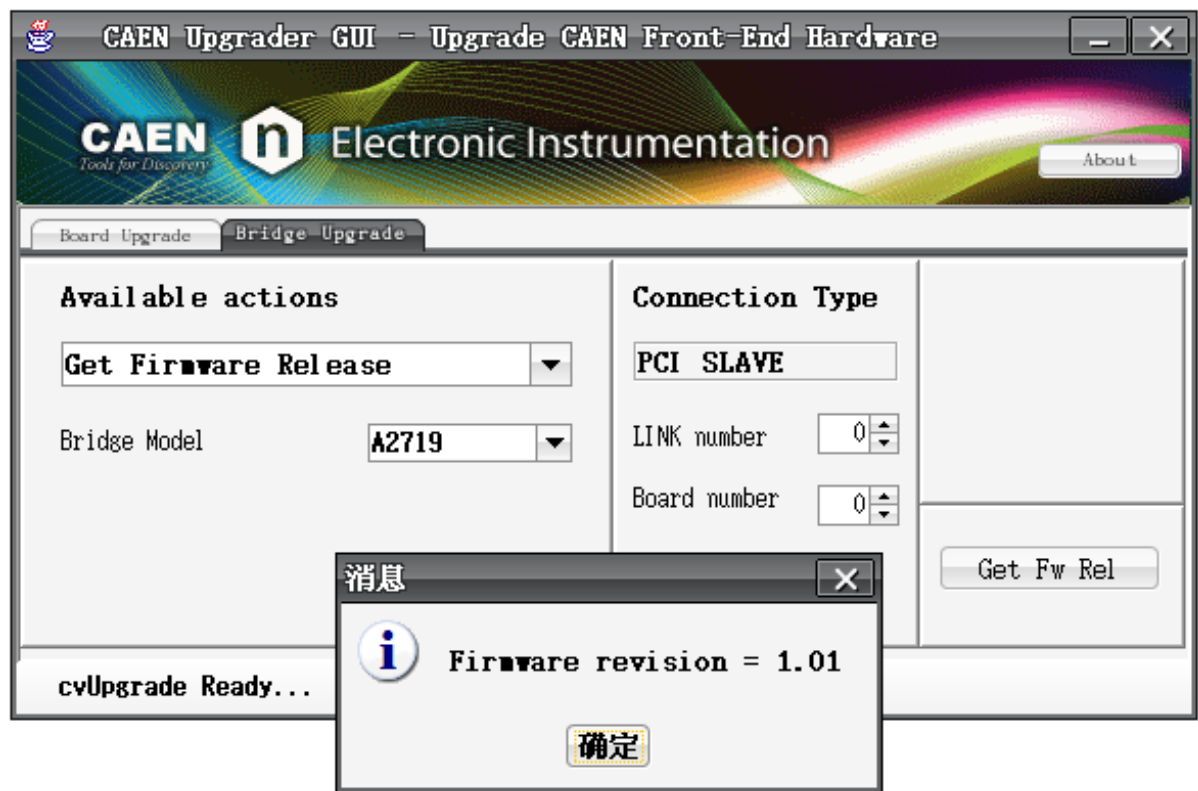 CAEN Upgrader GUI - Upgrade CAEN Front-End Hardware
CAEN n Electronic Instrumentation
Tools for Discovery
About
Board Upgrade Bridge Upgrade
Available actions
Connection Type
Get Firmware Release
PCI SLAVE
Bridge Model A2719
LINK number 0
Board number 0
Get Fw Rel
消息
Firmware revision = 1.01
cvUpgrade Ready...
确定